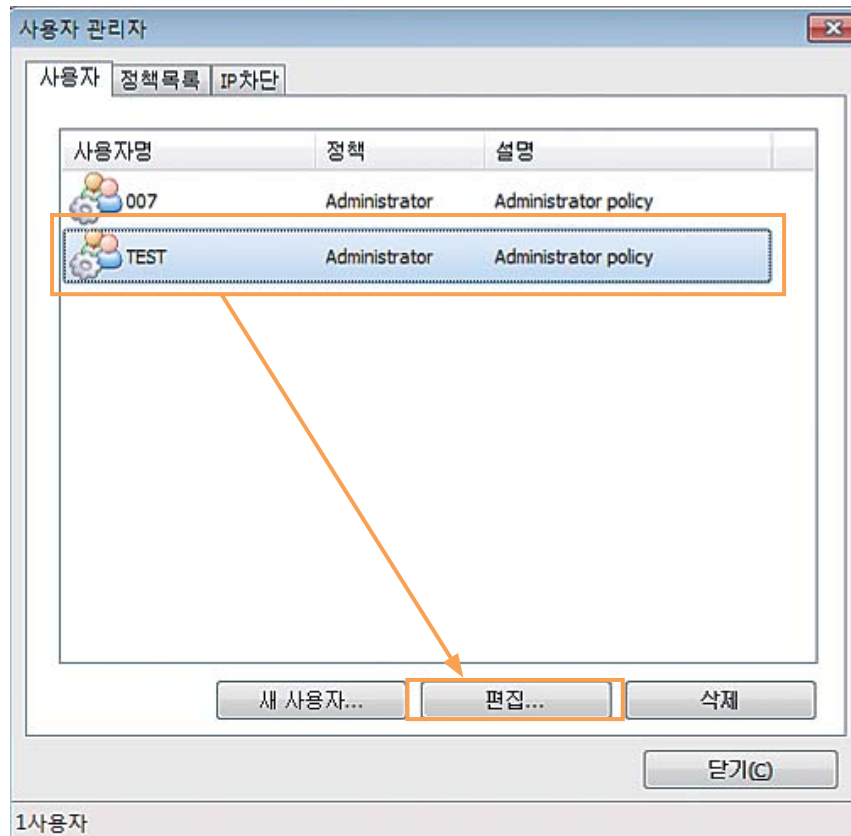 사용자 관리자
사용자 정책목록 IP차단
사용자명 정책 설명
007 Administrator Administrator policy
TEST Administrator Administrator policy
새 사용자... 편집... 삭제
닫기(C)
1사용자